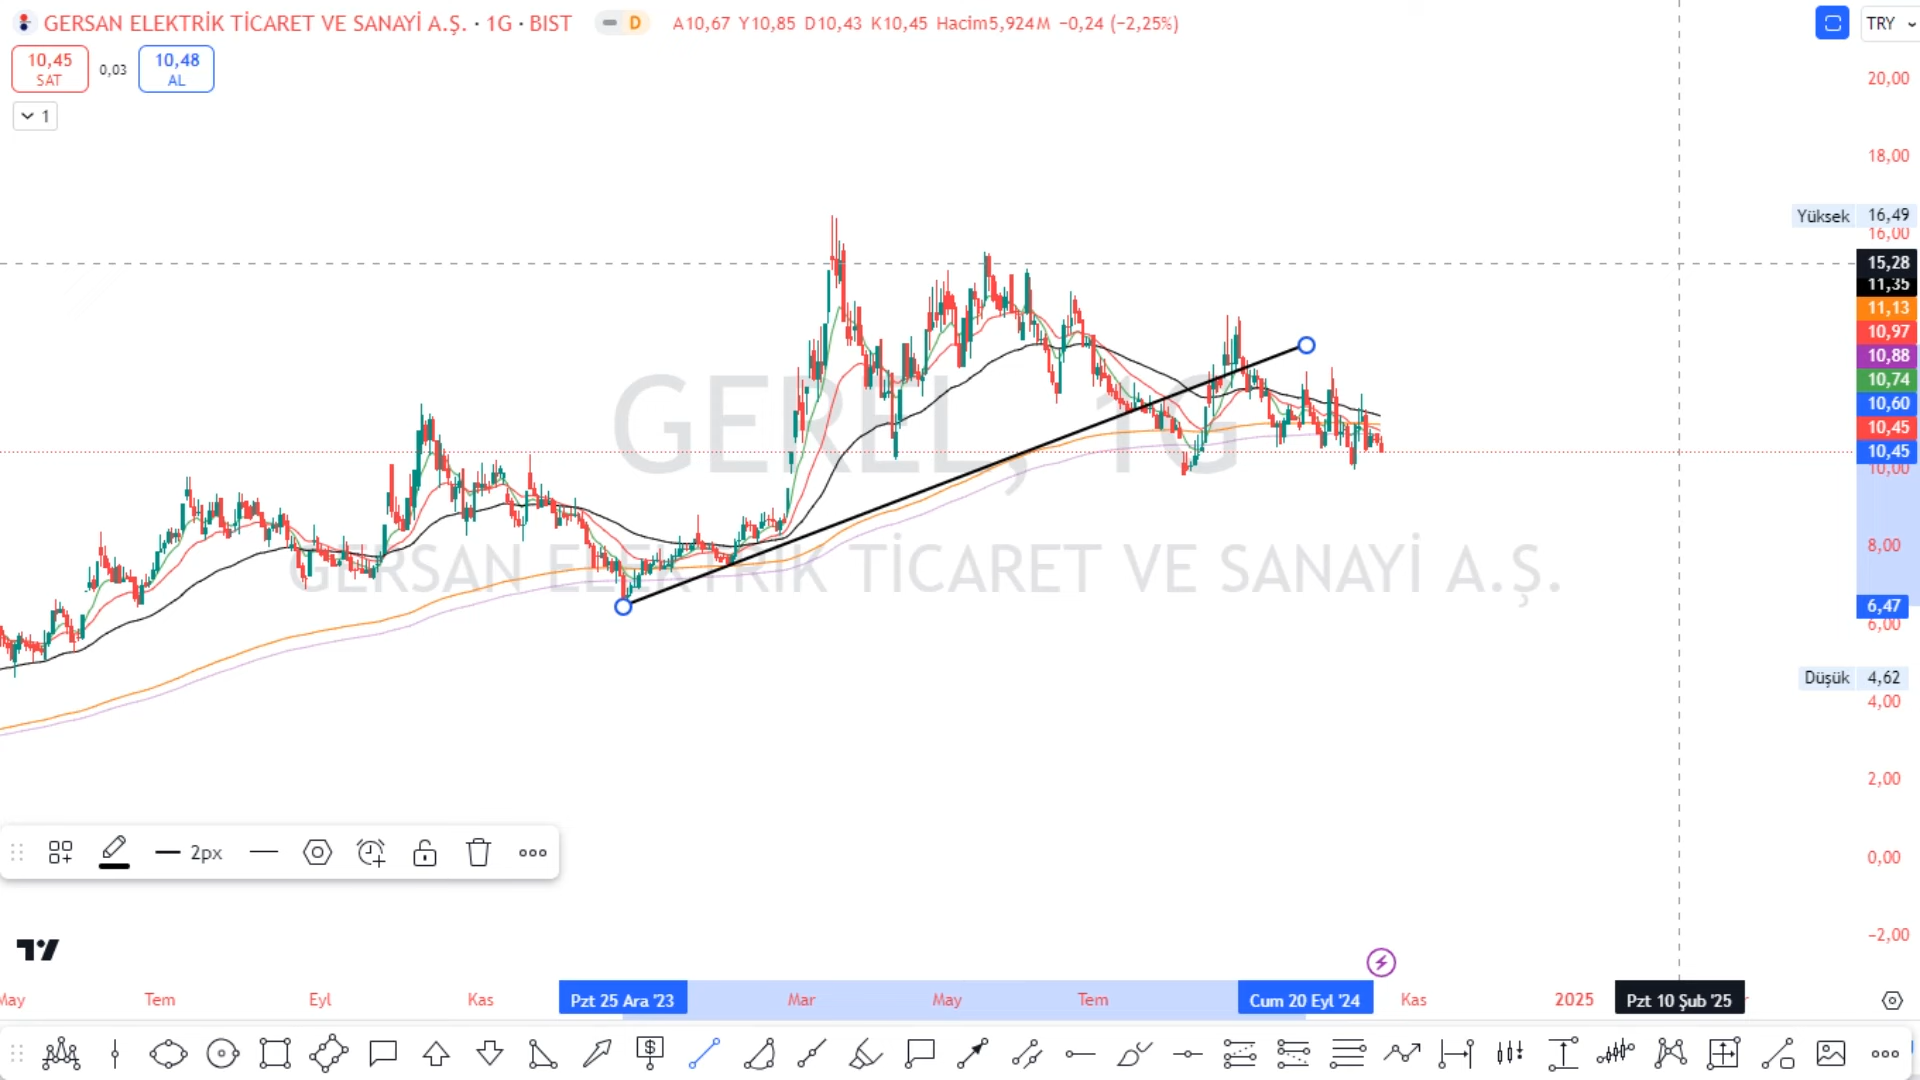 GERSAN ELEKTRİK TİCARET VE SANAYİ A.Ş. · 1G · BIST
D
A10,67 Y10,85 D10,43 K10,45 Hacim5,924M −0,24 (−2,25%)
TRY
10,45
SAT
0,03
10,48
AL
1
20,00
18,00
Yüksek 16,49
16,00
15,28
11,35
11,13
10,97
10,88
10,74
10,60
10,45
10,45
10,00
8,00
6,47
6,00
Düşük 4,62
4,00
2,00
0,00
−2,00
GEREL, 1G
GERSAN ELEKTRİK TİCARET VE SANAYİ A.Ş.
2px
May Tem Eyl Kas Pzt 25 Ara '23 Mar May Tem Cum 20 Eyl '24 Kas 2025 Pzt 10 Şub '25